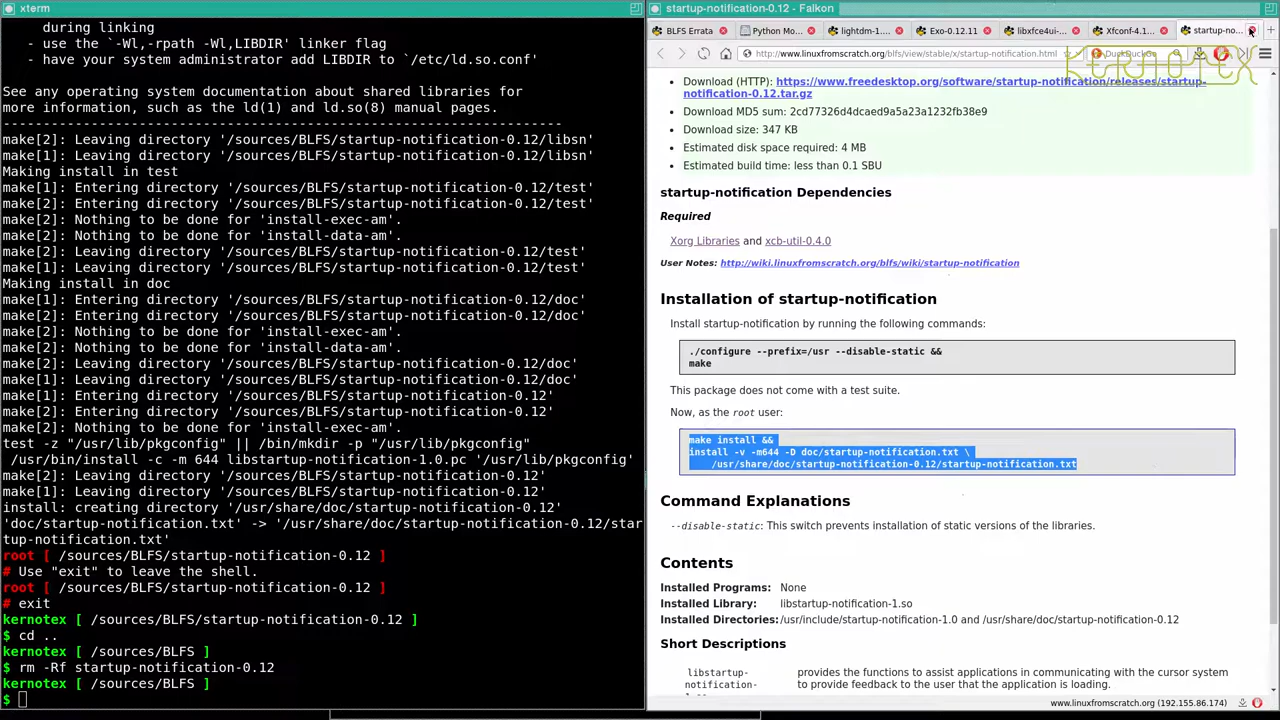 xterm
during linking
- use the `-Wl,-rpath -Wl,LIBDIR' linker flag
- have your system administrator add LIBDIR to `/etc/ld.so.conf'
See any operating system documentation about shared libraries for
more information, such as the ld(1) and ld.so(8) manual pages.
----------------------------------------------------------------------
make[2]: Leaving directory '/sources/BLFS/startup-notification-0.12/libsn'
make[1]: Leaving directory '/sources/BLFS/startup-notification-0.12/libsn'
Making install in test
make[1]: Entering directory '/sources/BLFS/startup-notification-0.12/test'
make[2]: Entering directory '/sources/BLFS/startup-notification-0.12/test'
make[2]: Nothing to be done for 'install-exec-am'.
make[2]: Nothing to be done for 'install-data-am'.
make[2]: Leaving directory '/sources/BLFS/startup-notification-0.12/test'
make[1]: Leaving directory '/sources/BLFS/startup-notification-0.12/test'
Making install in doc
make[1]: Entering directory '/sources/BLFS/startup-notification-0.12/doc'
make[2]: Entering directory '/sources/BLFS/startup-notification-0.12/doc'
make[2]: Nothing to be done for 'install-exec-am'.
make[2]: Nothing to be done for 'install-data-am'.
make[2]: Leaving directory '/sources/BLFS/startup-notification-0.12/doc'
make[1]: Leaving directory '/sources/BLFS/startup-notification-0.12/doc'
make[1]: Entering directory '/sources/BLFS/startup-notification-0.12'
make[2]: Entering directory '/sources/BLFS/startup-notification-0.12'
make[2]: Nothing to be done for 'install-exec-am'.
test -z "/usr/lib/pkgconfig" || /bin/mkdir -p "/usr/lib/pkgconfig"
/usr/bin/install -c -m 644 libstartup-notification-1.0.pc '/usr/lib/pkgconfig'
make[2]: Leaving directory '/sources/BLFS/startup-notification-0.12'
make[1]: Leaving directory '/sources/BLFS/startup-notification-0.12'
install: creating directory '/usr/share/doc/startup-notification-0.12'
'doc/startup-notification.txt' -> '/usr/share/doc/startup-notification-0.12/star
tup-notification.txt'
root [ /sources/BLFS/startup-notification-0.12 ]
# Use "exit" to leave the shell.
root [ /sources/BLFS/startup-notification-0.12 ]
# exit
kernotex [ /sources/BLFS/startup-notification-0.12 ]
$ cd ..
kernotex [ /sources/BLFS ]
$ rm -Rf startup-notification-0.12
kernotex [ /sources/BLFS ]
$
startup-notification-0.12 - Falkon
BLFS Errata
Python Mo...
lightdm-1....
Exo-0.12.11
libxfce4ui-...
Xfconf-4.1...
startup-no...
http://www.linuxfromscratch.org/blfs/view/stable/x/startup-notification.html
DuckDuckGo
KERNOTEX
Download (HTTP): https://www.freedesktop.org/software/startup-notification/releases/startup-
notification-0.12.tar.gz
Download MD5 sum: 2cd77326d4dcaed9a5a23a1232fb38e9
Download size: 347 KB
Estimated disk space required: 4 MB
Estimated build time: less than 0.1 SBU
startup-notification Dependencies
Required
Xorg Libraries and xcb-util-0.4.0
User Notes: http://wiki.linuxfromscratch.org/blfs/wiki/startup-notification
Installation of startup-notification
Install startup-notification by running the following commands:
./configure --prefix=/usr --disable-static &&
make
This package does not come with a test suite.
Now, as the root user:
make install &&
install -v -m644 -D doc/startup-notification.txt \
/usr/share/doc/startup-notification-0.12/startup-notification.txt
Command Explanations
--disable-static: This switch prevents installation of static versions of the libraries.
Contents
Installed Programs: None
Installed Library: libstartup-notification-1.so
Installed Directories: /usr/include/startup-notification-1.0 and /usr/share/doc/startup-notification-0.12
Short Descriptions
libstartup-
notification-
provides the functions to assist applications in communicating with the cursor system
to provide feedback to the user that the application is loading.
www.linuxfromscratch.org (192.155.86.174)